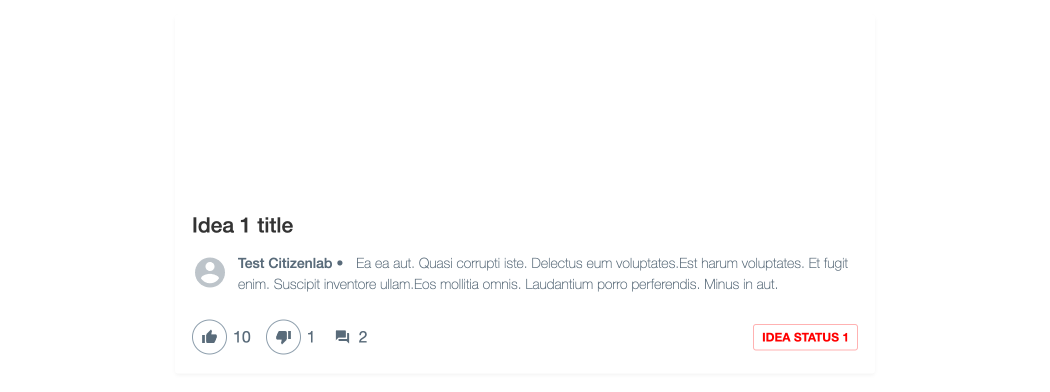 Idea 1 title
Test Citizenlab • Ea ea aut. Quasi corrupti iste. Delectus eum voluptates.Est harum voluptates. Et fugit
enim. Suscipit inventore ullam.Eos mollitia omnis. Laudantium porro perferendis. Minus in aut.
10 1 2 IDEA STATUS 1